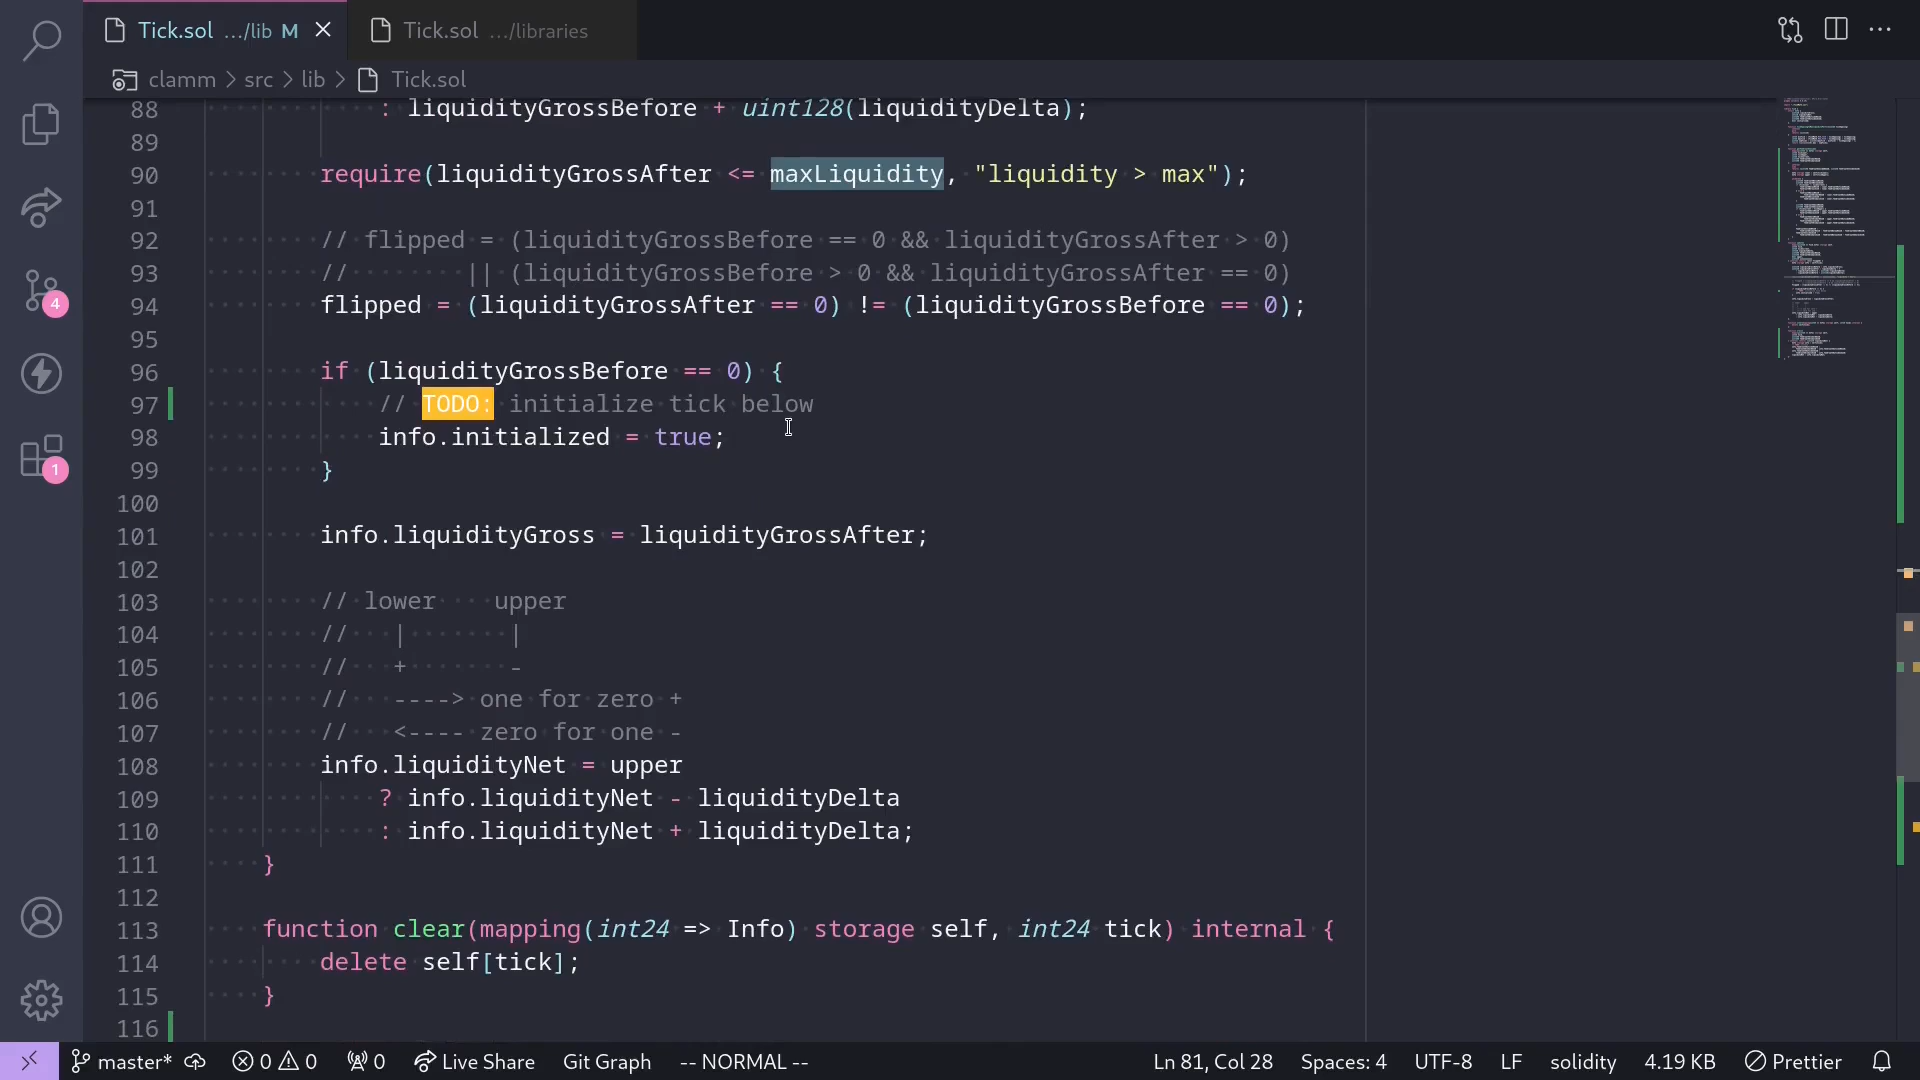 Tick.sol .../lib M
Tick.sol .../libraries
clamm > src > lib > Tick.sol
88 : liquidityGrossBefore + uint128(liquidityDelta);
89
90 require(liquidityGrossAfter <= maxLiquidity, "liquidity > max");
91
92 // flipped = (liquidityGrossBefore == 0 && liquidityGrossAfter > 0)
93 //         || (liquidityGrossBefore > 0 && liquidityGrossAfter == 0)
94 flipped = (liquidityGrossAfter == 0) != (liquidityGrossBefore == 0);
95
96 if (liquidityGrossBefore == 0) {
97     // TODO: initialize tick below
98     info.initialized = true;
99 }
100
101 info.liquidityGross = liquidityGrossAfter;
102
103 // lower    upper
104 //   |       |
105 //   +       -
106 //   ----> one for zero +
107 //   <---- zero for one -
108 info.liquidityNet = upper
109     ? info.liquidityNet - liquidityDelta
110     : info.liquidityNet + liquidityDelta;
111 }
112
113 function clear(mapping(int24 => Info) storage self, int24 tick) internal {
114     delete self[tick];
115 }
116
4
1
master* 0 0 0 Live Share Git Graph -- NORMAL -- Ln 81, Col 28 Spaces: 4 UTF-8 LF solidity 4.19 KB Prettier